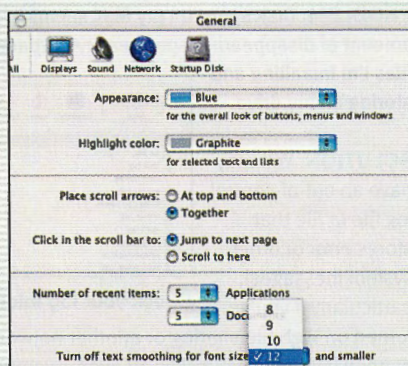 General
All
Displays Sound Network Startup Disk
Appearance: Blue
for the overall look of buttons, menus and windows
Highlight color: Graphite
for selected text and lists
Place scroll arrows: At top and bottom
Together
Click in the scroll bar to: Jump to next page
Scroll to here
Number of recent items: 5 Applications
5 Doc
8
9
10
Turn off text smoothing for font size 12 and smaller